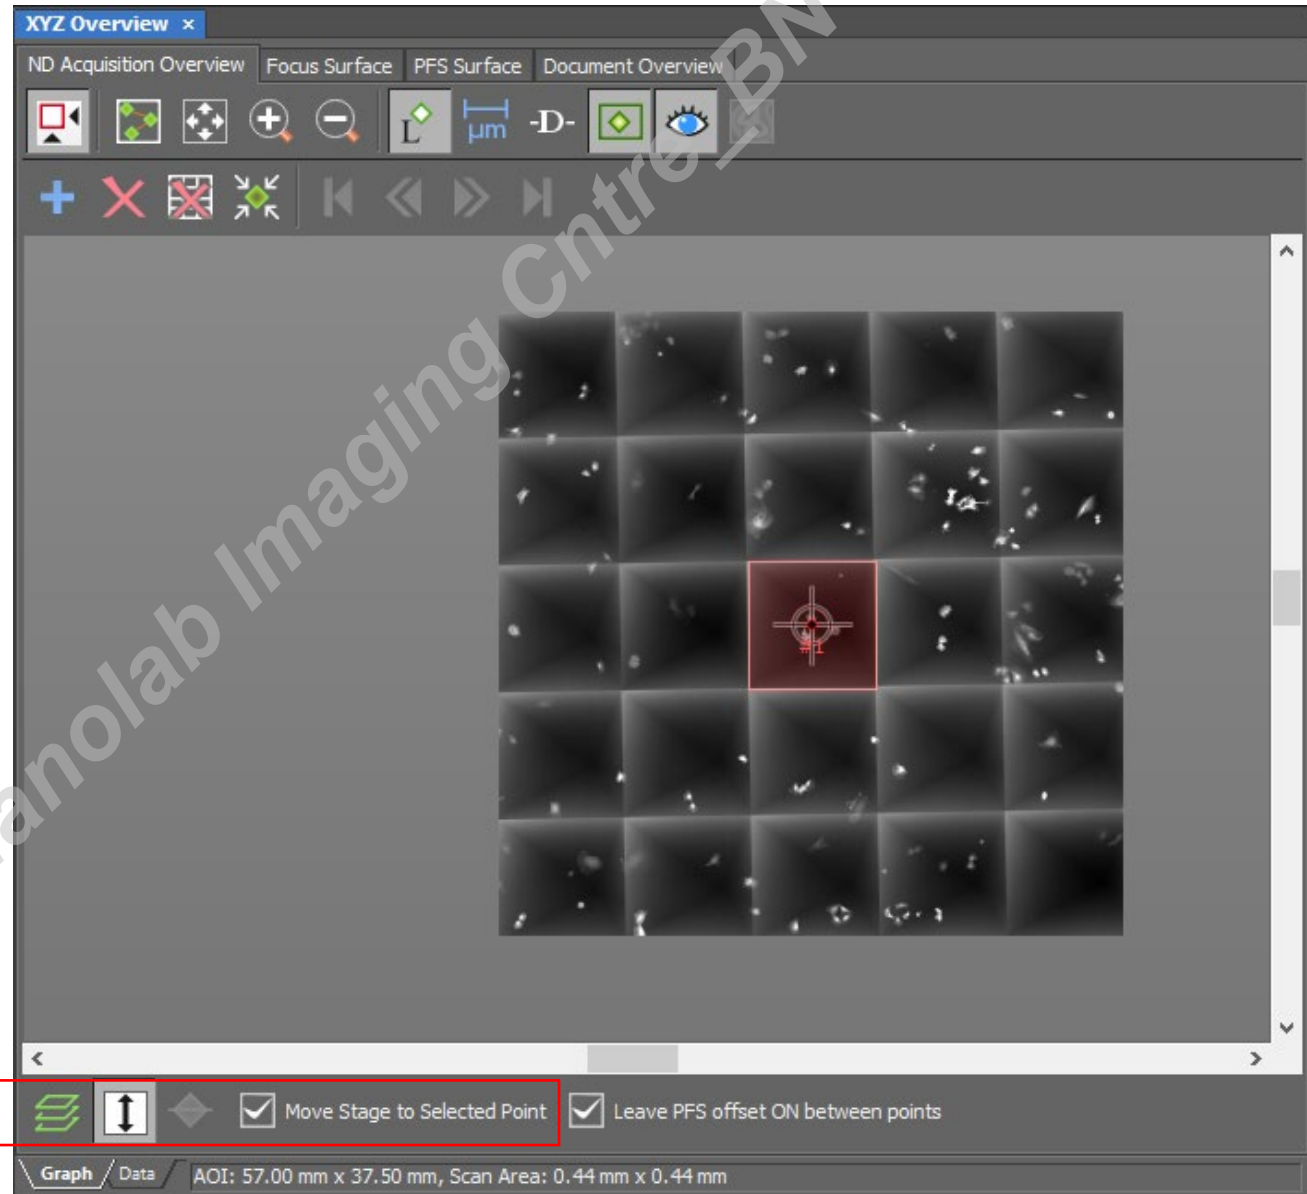 XYZ Overview ×
ND Acquisition Overview Focus Surface PFS Surface Document Overview
L µm -D-
#1
Move Stage to Selected Point Leave PFS offset ON between points
Graph Data AOI: 57.00 mm x 37.50 mm, Scan Area: 0.44 mm x 0.44 mm
anolab Imaging Cntre_BN